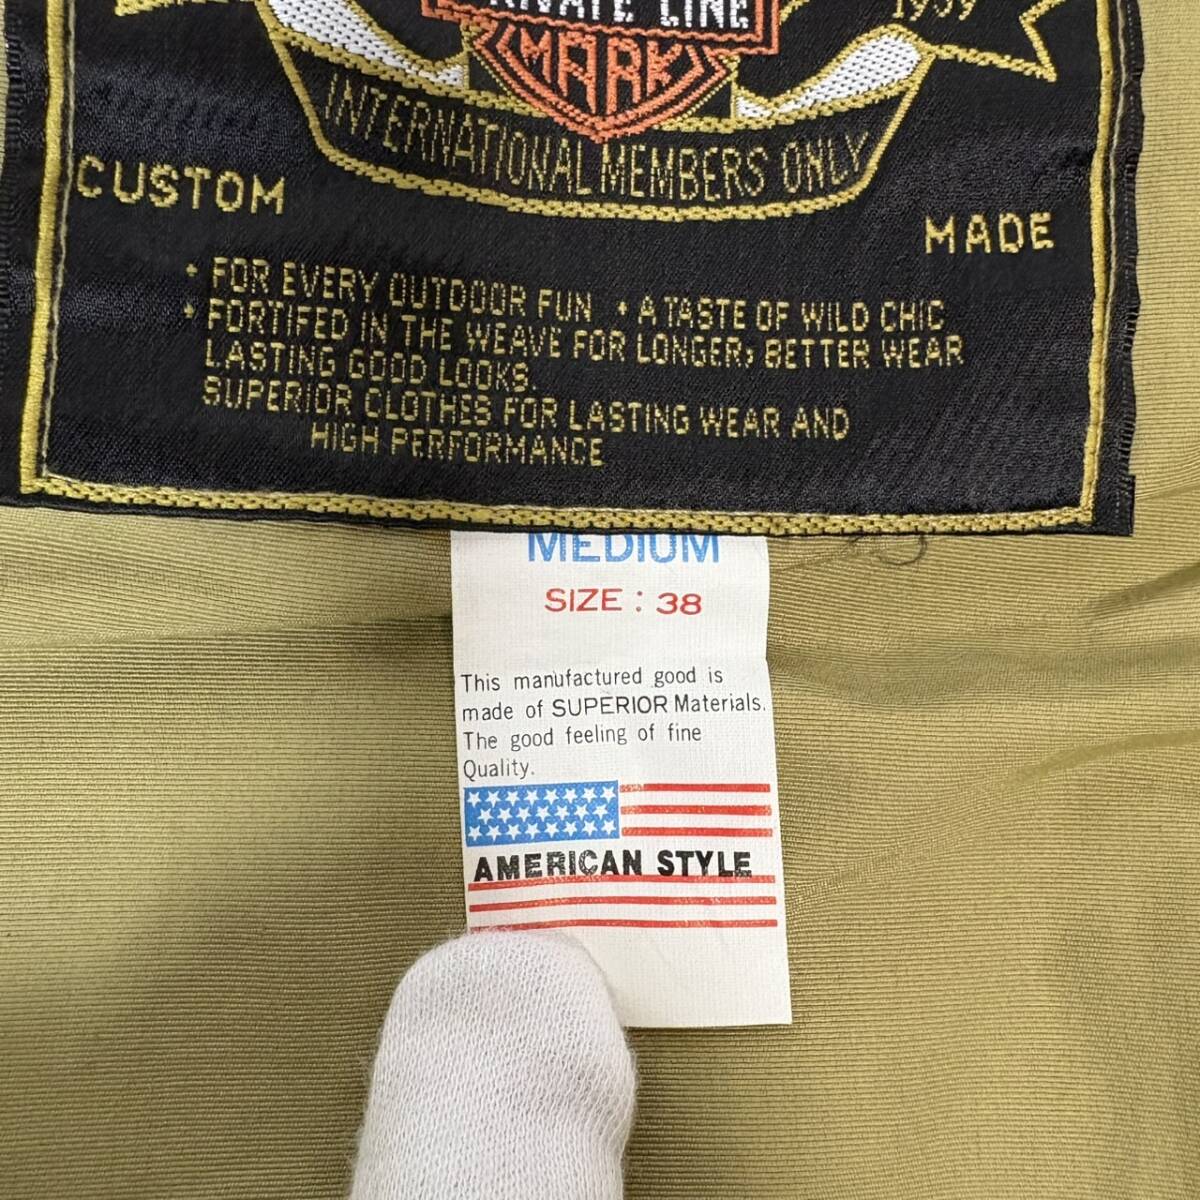 PRIVATE LINE
1959
MARK
INTERNATIONAL MEMBERS ONLY
CUSTOM
MADE
• FOR EVERY OUTDOOR FUN • A TASTE OF WILD CHIC
• FORTIFED IN THE WEAVE FOR LONGER, BETTER WEAR
LASTING GOOD LOOKS.
SUPERIOR CLOTHES FOR LASTING WEAR AND
HIGH PERFORMANCE
MEDIUM
SIZE : 38
This manufactured good is
made of SUPERIOR Materials.
The good feeling of fine
Quality.
AMERICAN STYLE